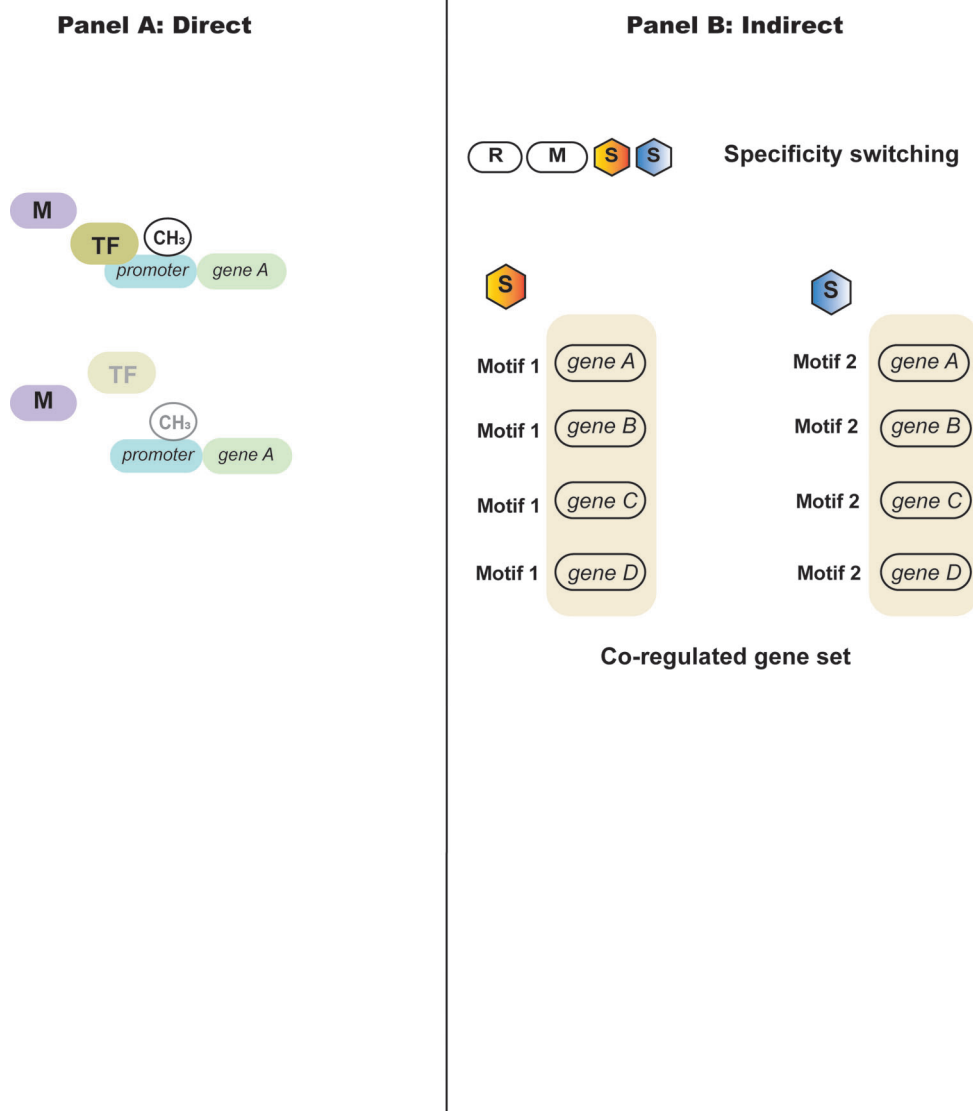 Panel A: Direct
M
TF
CH₃
promoter gene A
TF
M
CH₃
promoter gene A
Panel B: Indirect
R M S S Specificity switching
S S
Motif 1 gene A Motif 2 gene A
Motif 1 gene B Motif 2 gene B
Motif 1 gene C Motif 2 gene C
Motif 1 gene D Motif 2 gene D
Co-regulated gene set